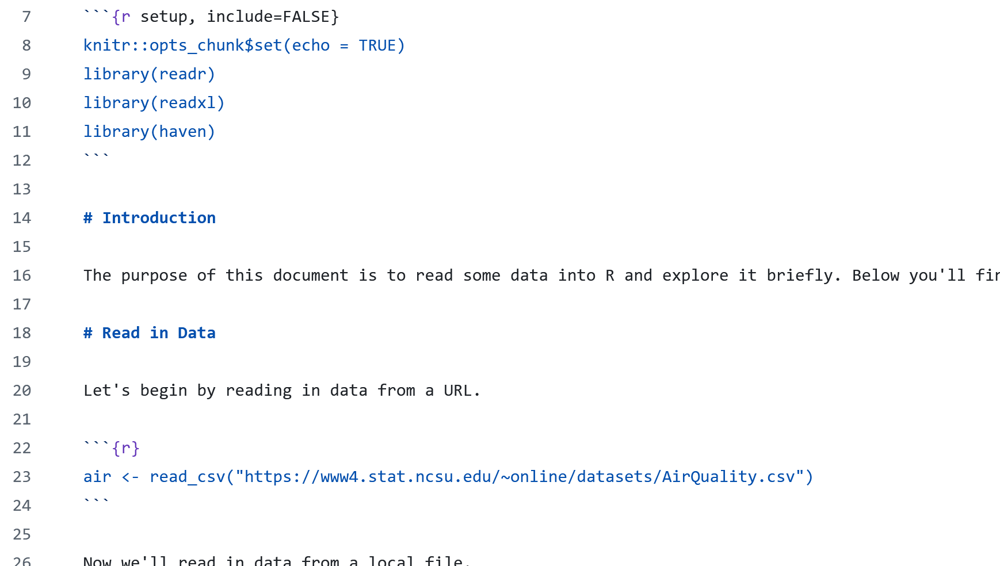 7 ```{r setup, include=FALSE}
8 knitr::opts_chunk$set(echo = TRUE)
9 library(readr)
10 library(readxl)
11 library(haven)
12 ```
13
14 # Introduction
15
16 The purpose of this document is to read some data into R and explore it briefly. Below you'll
17
18 # Read in Data
19
20 Let's begin by reading in data from a URL.
21
22 ```{r}
23 air <- read_csv("https://www4.stat.ncsu.edu/~online/datasets/AirQuality.csv")
24 ```
25
26 Now we'll read in data from a local file.